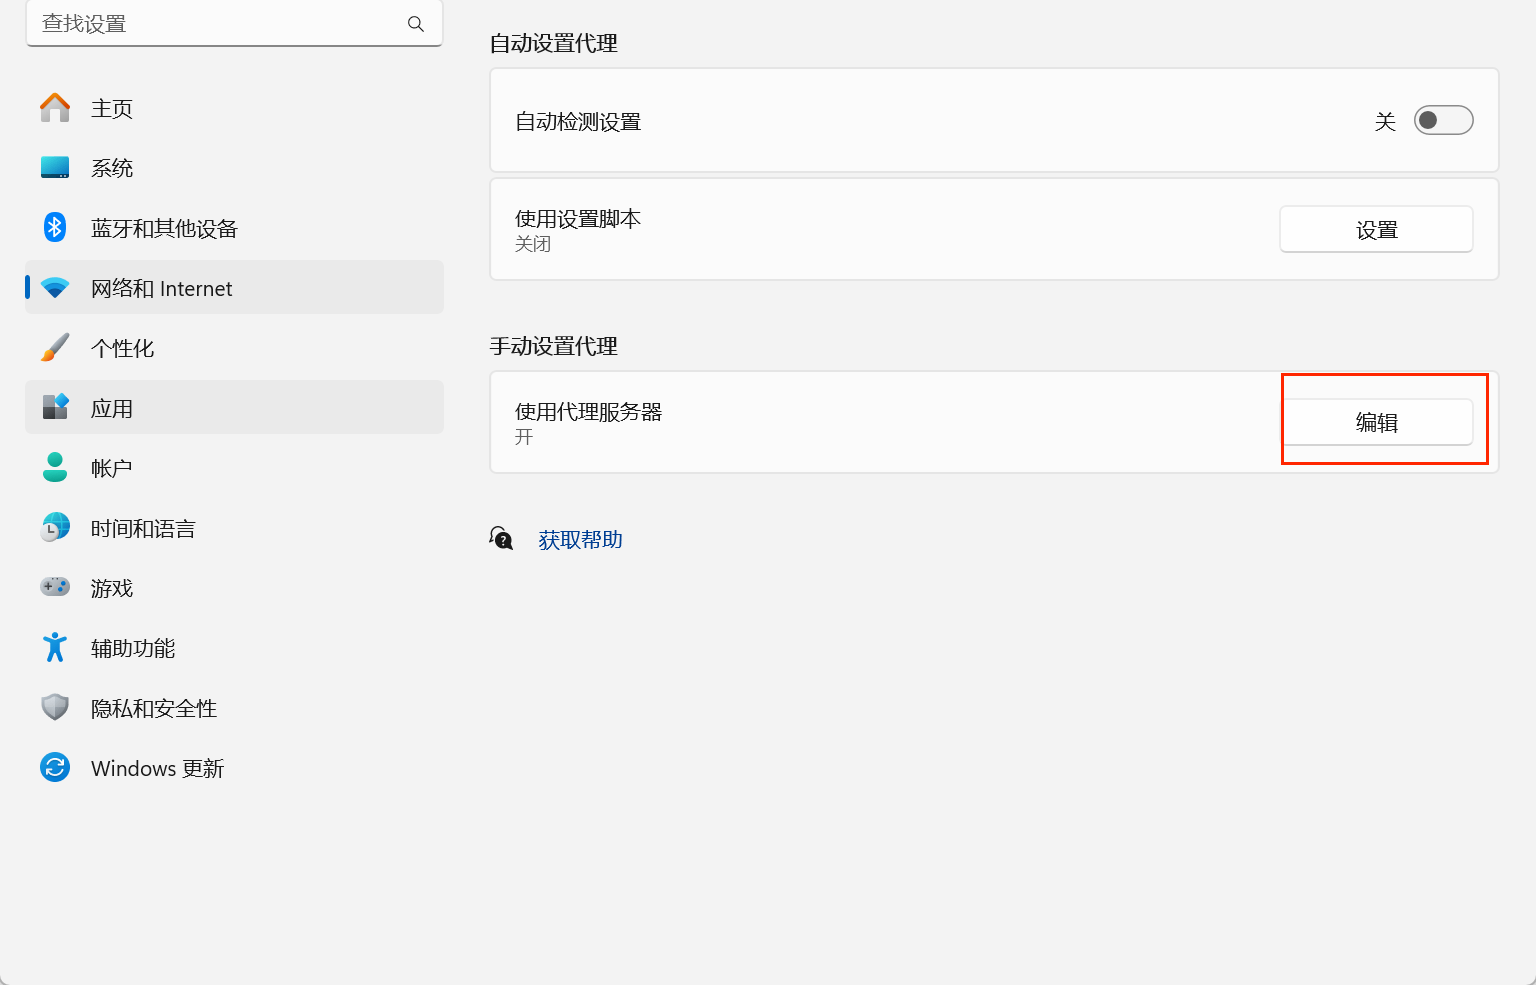 查找设置
主页
系统
蓝牙和其他设备
网络和 Internet
个性化
应用
帐户
时间和语言
游戏
辅助功能
隐私和安全性
Windows 更新
自动设置代理
自动检测设置
关
使用设置脚本
关闭
设置
手动设置代理
使用代理服务器
开
编辑
获取帮助